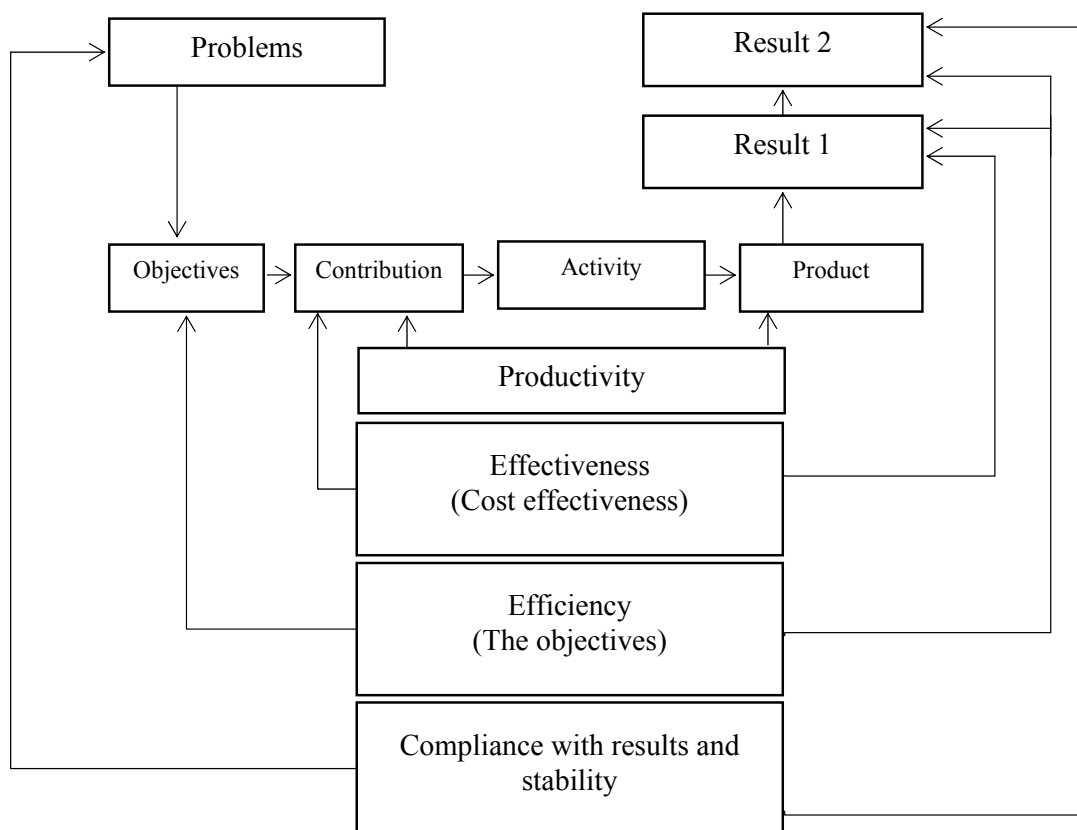 Problems
Result 2
Result 1
Objectives
Contribution
Activity
Product
Productivity
Effectiveness
(Cost effectiveness)
Efficiency
(The objectives)
Compliance with results and
stability